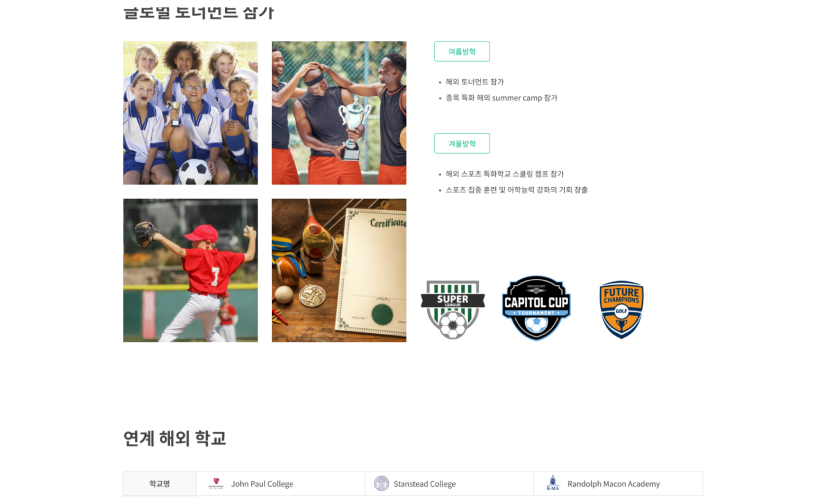 글로벌 토너먼트 참가
여름방학
• 해외 토너먼트 참가
• 종목 특화 해외 summer camp 참가
겨울방학
• 해외 스포츠 특화학교 스쿨링 캠프 참가
• 스포츠 집중 훈련 및 어학능력 강화의 기회 창출
7
Certificate
SUPER
LEAGUE
CAPITOL CUP
TOURNAMENT
FUTURE
CHAMPIONS
GOLF
연계 해외 학교
학교명
John Paul College
Stanstead College
R-MA
Randolph Macon Academy